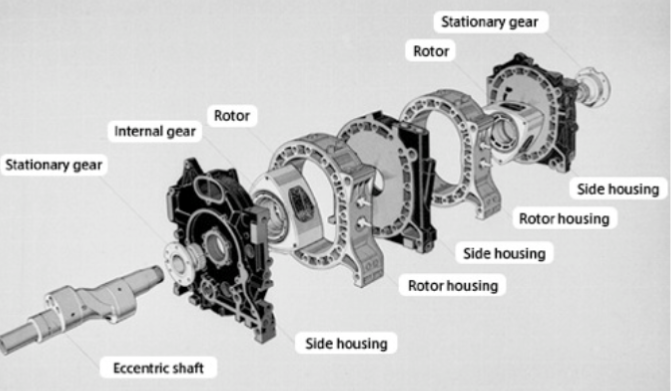 Stationary gear
Rotor
Rotor
Internal gear
Stationary gear
Side housing
Rotor housing
Side housing
Rotor housing
Side housing
Eccentric shaft